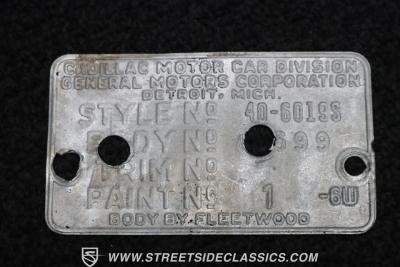 CADILLAC MOTOR CAR DIVISION
GENERAL MOTORS CORPORATION
DETROIT, MICH.
STYLE Nº 40-6019S
BODY Nº 699
TRIM Nº
PAINT Nº 1 -6W
BODY BY FLEETWOOD
WWW.STREETSIDECLASSICS.COM